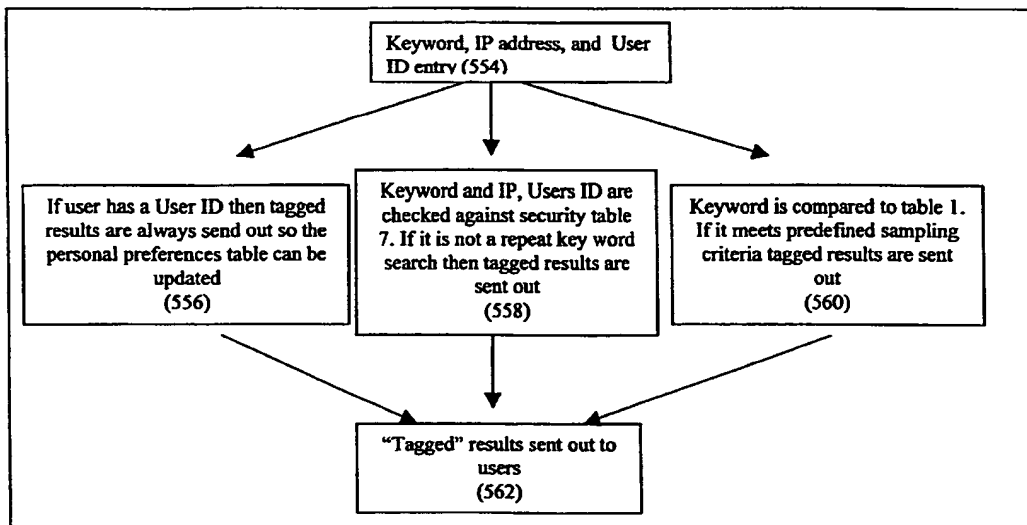 Keyword, IP address, and User
ID entry (554)
If user has a User ID then tagged
results are always send out so the
personal preferences table can be
updated
(556)
Keyword and IP, Users ID are
checked against security table
7. If it is not a repeat key word
search then tagged results are
sent out
(558)
Keyword is compared to table 1.
If it meets predefined sampling
criteria tagged results are sent
out
(560)
“Tagged” results sent out to
users
(562)